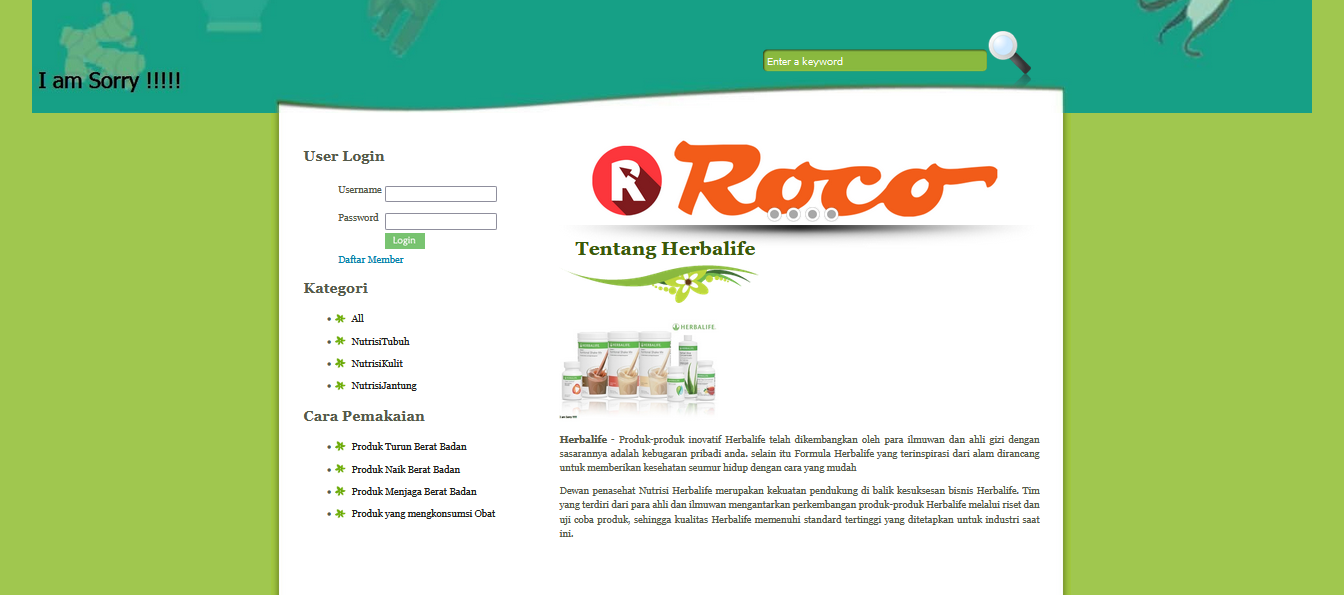 I am Sorry !!!!!
Enter a keyword
User Login
Username
Password
Login
Daftar Member
Kategori
All
NutrisiTubuh
NutrisiKulit
NutrisiJantung
Cara Pemakaian
Produk Turun Berat Badan
Produk Naik Berat Badan
Produk Menjaga Berat Badan
Produk yang mengkonsumsi Obat
R Roco
Tentang Herbalife
HERBALIFE.
Herbalife - Produk-produk inovatif Herbalife telah dikembangkan oleh para ilmuwan dan ahli gizi dengan
sasarannya adalah kebugaran pribadi anda. selain itu Formula Herbalife yang terinspirasi dari alam dirancang
untuk memberikan kesehatan seumur hidup dengan cara yang mudah
Dewan penasehat Nutrisi Herbalife merupakan kekuatan pendukung di balik kesuksesan bisnis Herbalife. Tim
yang terdiri dari para ahli dan ilmuwan mengantarkan perkembangan produk-produk Herbalife melalui riset dan
uji coba produk, sehingga kualitas Herbalife memenuhi standard tertinggi yang ditetapkan untuk industri saat
ini.